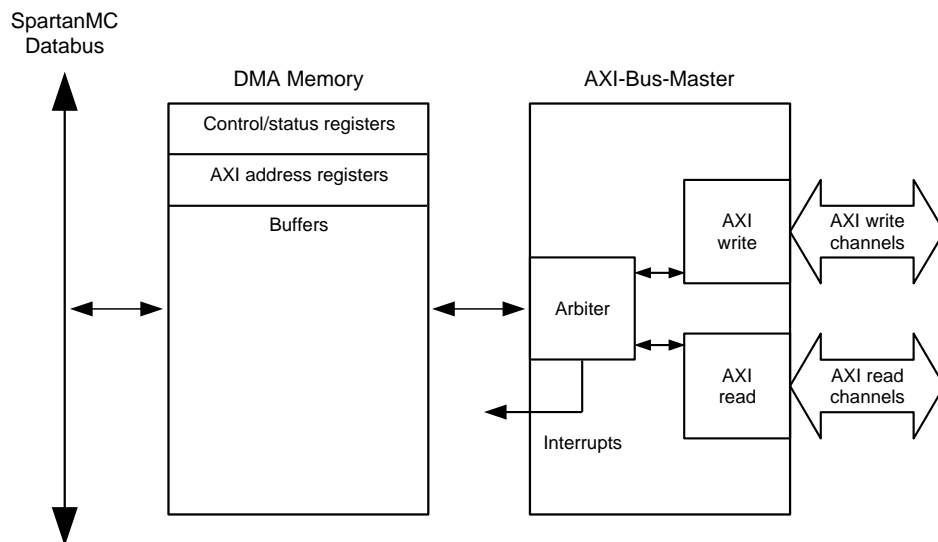 SpartanMC
Databus
DMA Memory
AXI-Bus-Master
Control/status registers
AXI address registers
Buffers
AXI
write
AXI write
channels
Arbiter
AXI
read
AXI read
channels
Interrupts